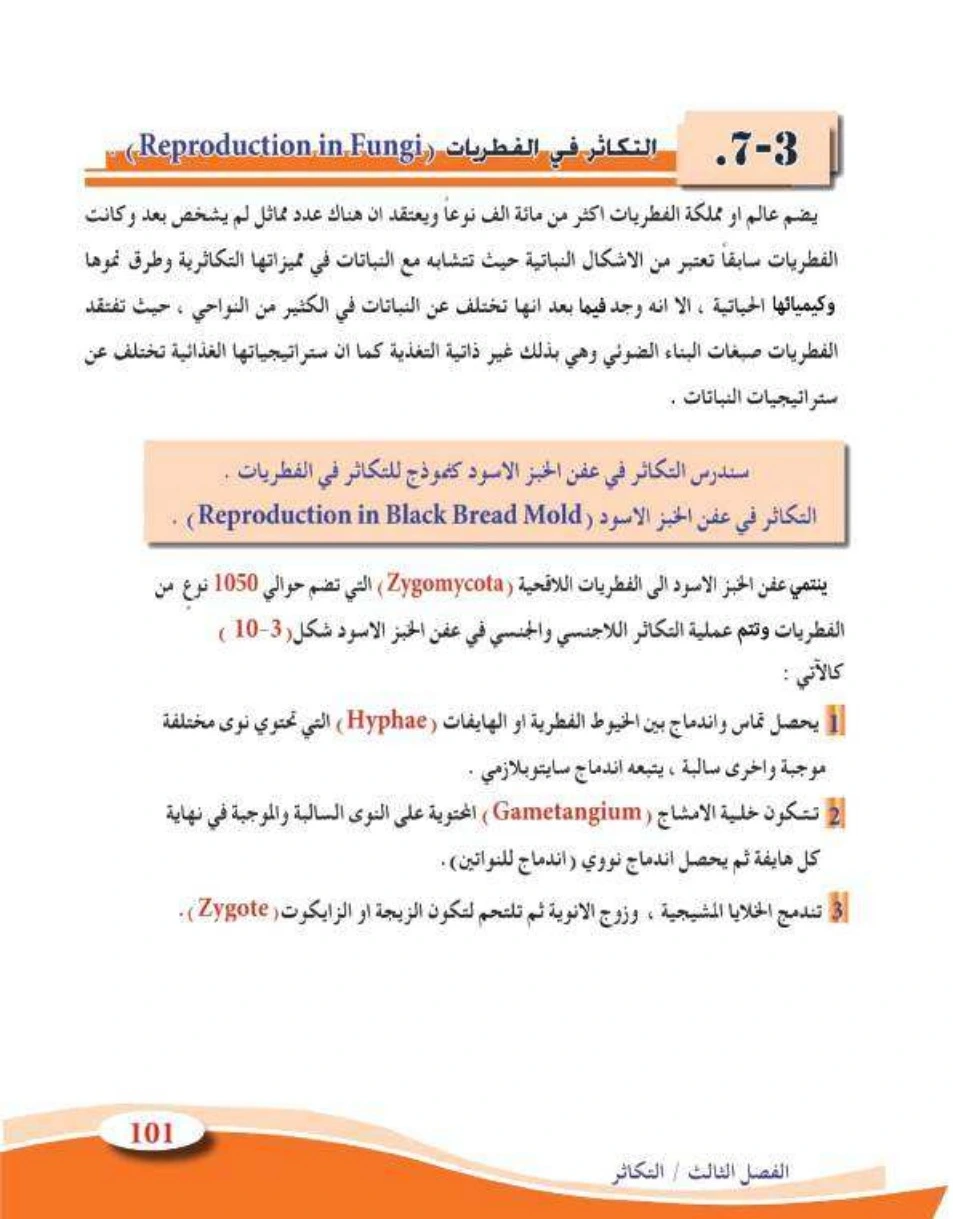 7-3. التكاثر في الفطريات (Reproduction in Fungi) .
يضم عالم او مملكة الفطريات اكثر من مائة الف نوعاً ويعتقد ان هناك عدد مماثل لم يشخص بعد وكانت
الفطريات سابقاً تعتبر من الاشكال النباتية حيث تتشابه مع النباتات في مميزاتها التكاثرية وطرق نموها
وكيميائها الحياتية ، الا انه وجد فيما بعد انها تختلف عن النباتات في الكثير من النواحي ، حيث تفتقد
الفطريات صبغات البناء الضوئي وهي بذلك غير ذاتية التغذية كما ان ستراتيجياتها الغذائية تختلف عن
ستراتيجيات النباتات .
سندرس التكاثر في عفن الخبز الاسود كنموذج للتكاثر في الفطريات .
التكاثر في عفن الخبز الاسود (Reproduction in Black Bread Mold) .
ينتمي عفن الخبز الاسود الى الفطريات اللاقحية (Zygomycota) التي تضم حوالي 1050 نوعٍ من
الفطريات وتتم عملية التكاثر اللاجنسي والجنسي في عفن الخبز الاسود شكل(3-10 )
كالآتي :
1 يحصل تماس واندماج بين الخيوط الفطرية او الهايفات (Hyphae) التي تحتوي نوى مختلفة
موجبة واخرى سالبة ، يتبعه اندماج سايتوبلازمي .
2 تتكون خلية الامشاج (Gametangium) المحتوية على النوى السالبة والموجبة في نهاية
كل هايفة ثم يحصل اندماج نووي (اندماج للنواتين).
3 تندمج الخلايا المشيجية ، وزوج الانوية ثم تلتحم لتكون الزيجة او الزايكوت(Zygote).
101
الفصل الثالث / التكاثر